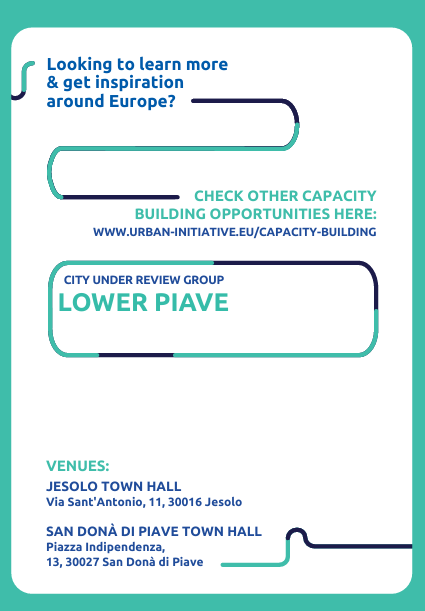 Looking to learn more
& get inspiration
around Europe?
CHECK OTHER CAPACITY
BUILDING OPPORTUNITIES HERE:
WWW.URBAN-INITIATIVE.EU/CAPACITY-BUILDING
CITY UNDER REVIEW GROUP
LOWER PIAVE
VENUES:
JESOLO TOWN HALL
Via Sant'Antonio, 11, 30016 Jesolo
SAN DONÀ DI PIAVE TOWN HALL
Piazza Indipendenza,
13, 30027 San Donà di Piave